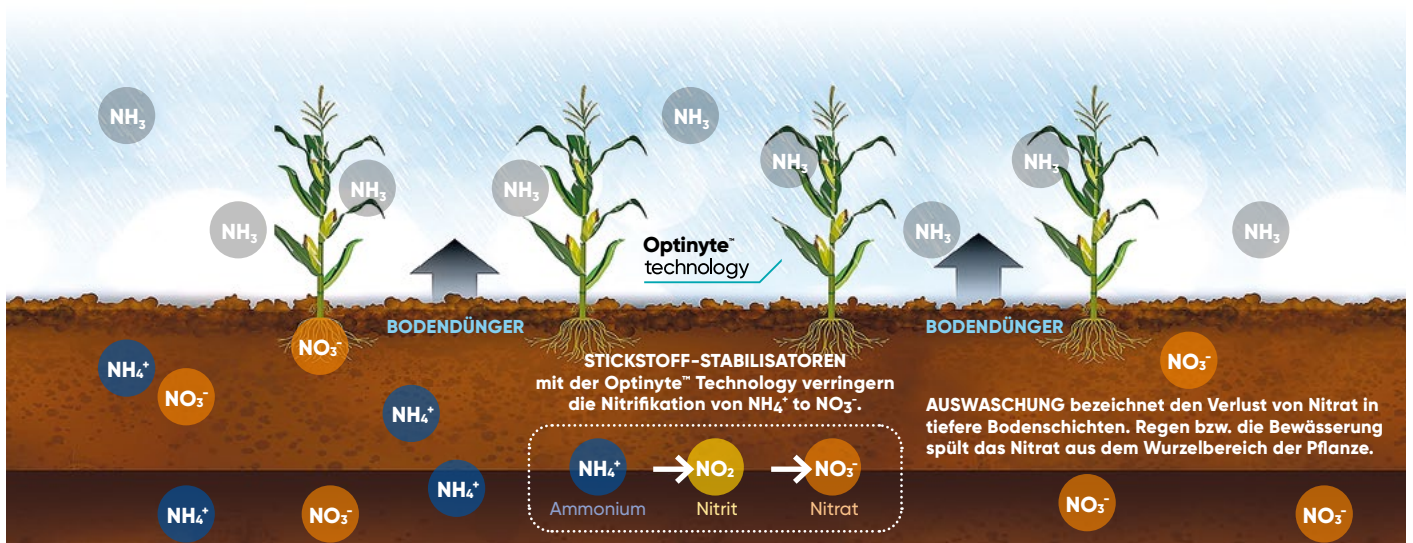 NH₃
NH₃
NH₃
NH₃
NH₃
NH₃
NH₃
NH₃
NH₃
Optinyte™
technology
BODENDÜNGER
BODENDÜNGER
NO₃⁻
NO₃⁻
NH₄⁺
NO₃⁻
NH₄⁺
STICKSTOFF-STABILISATOREN
mit der Optinyte™ Technology verringern
die Nitrifikation von NH₄⁺ to NO₃⁻.
AUSWASCHUNG bezeichnet den Verlust von Nitrat in
tiefere Bodenschichten. Regen bzw. die Bewässerung
spült das Nitrat aus dem Wurzelbereich der Pflanze.
NH₄⁺
NO₂
NO₃⁻
Ammonium
Nitrit
Nitrat
NH₄⁺
NH₄⁺
NO₃⁻
NO₃⁻
NO₃⁻